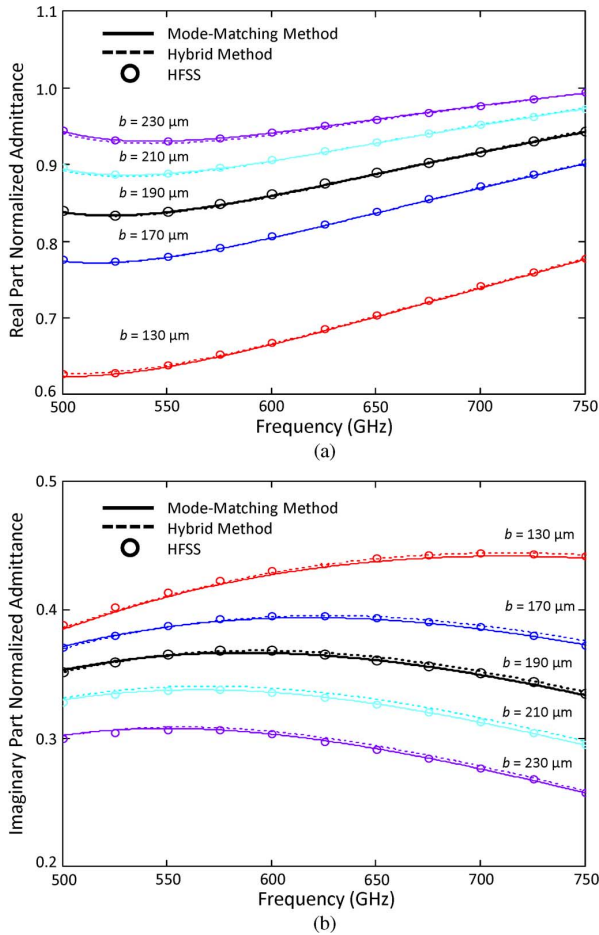 1.1
Mode-Matching Method
Hybrid Method
HFSS
1.0
b = 230 μm
b = 210 μm
0.9
b = 190 μm
0.8
b = 170 μm
0.7
b = 130 μm
0.6
500 550 600 650 700 750
Real Part Normalized Admittance
Frequency (GHz)
(a)
0.5
Mode-Matching Method
Hybrid Method
HFSS
b = 130 μm
0.4
b = 170 μm
b = 190 μm
b = 210 μm
0.3
b = 230 μm
0.2
500 550 600 650 700 750
Imaginary Part Normalized Admittance
Frequency (GHz)
(b)